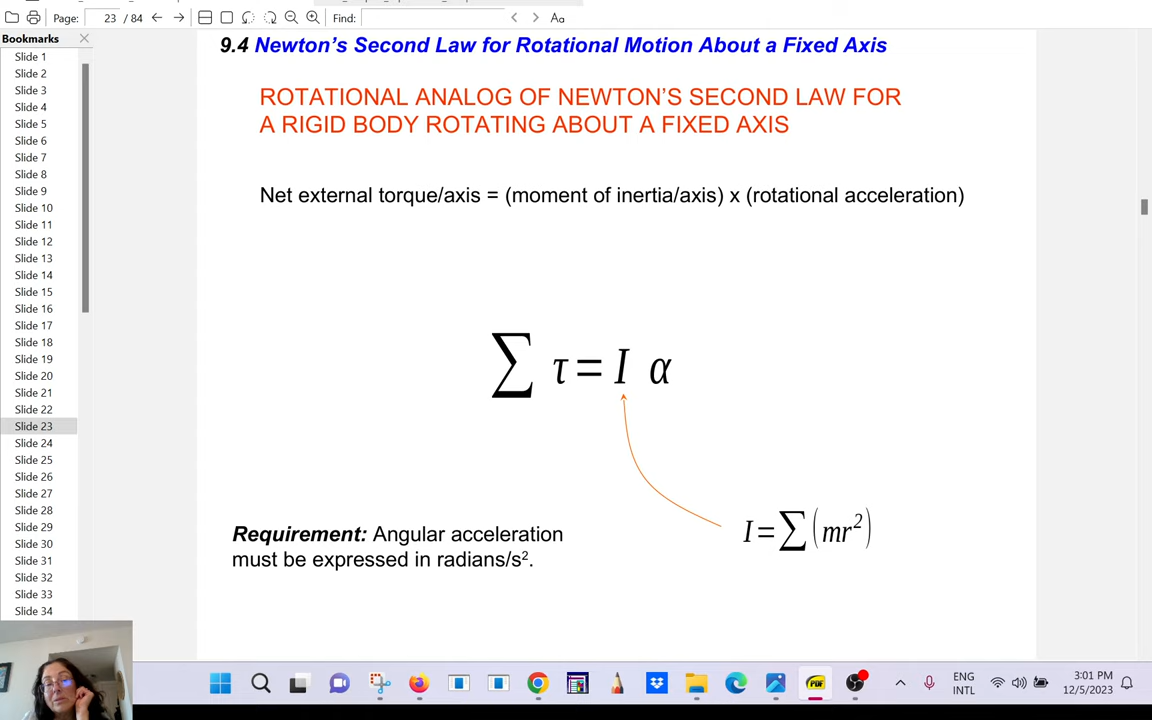 Page:
23 / 84
Find:
Aa
Bookmarks
Slide 1
Slide 2
Slide 3
Slide 4
Slide 5
Slide 6
Slide 7
Slide 8
Slide 9
Slide 10
Slide 11
Slide 12
Slide 13
Slide 14
Slide 15
Slide 16
Slide 17
Slide 18
Slide 19
Slide 20
Slide 21
Slide 22
Slide 23
Slide 24
Slide 25
Slide 26
Slide 27
Slide 28
Slide 29
Slide 30
Slide 31
Slide 32
Slide 33
Slide 34
9.4 Newton's Second Law for Rotational Motion About a Fixed Axis
ROTATIONAL ANALOG OF NEWTON'S SECOND LAW FOR
A RIGID BODY ROTATING ABOUT A FIXED AXIS
Net external torque/axis = (moment of inertia/axis) x (rotational acceleration)
∑ τ = I α
I=∑(mr²)
Requirement: Angular acceleration
must be expressed in radians/s².
PDF
ENG
INTL
3:01 PM
12/5/2023